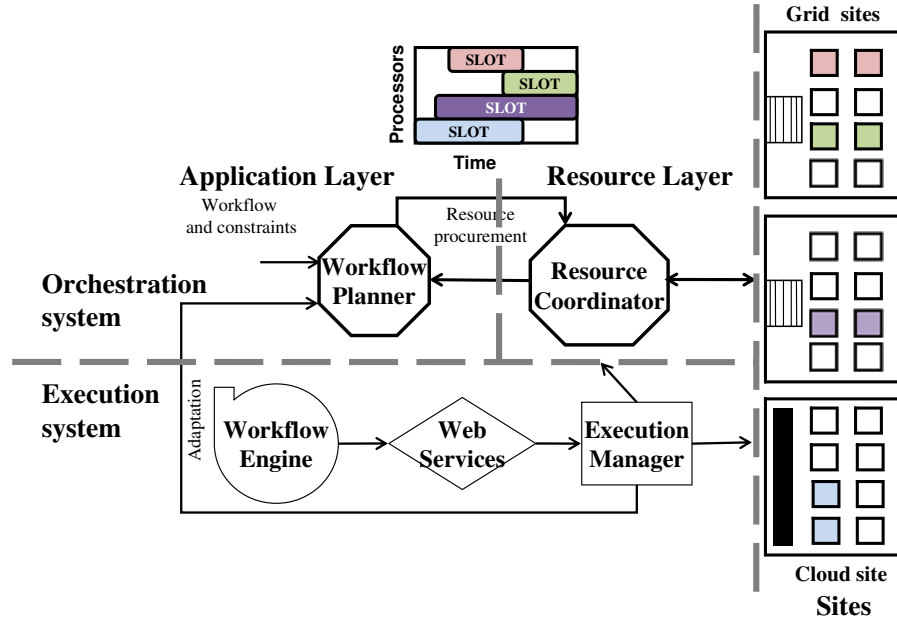 Grid sites
SLOT
SLOT
SLOT
SLOT
Processors
Time
Application Layer
Resource Layer
Workflow
and constraints
Resource
procurement
Workflow
Planner
Resource
Coordinator
Orchestration
system
Execution
system
Adaptation
Workflow
Engine
Web
Services
Execution
Manager
Cloud site
Sites